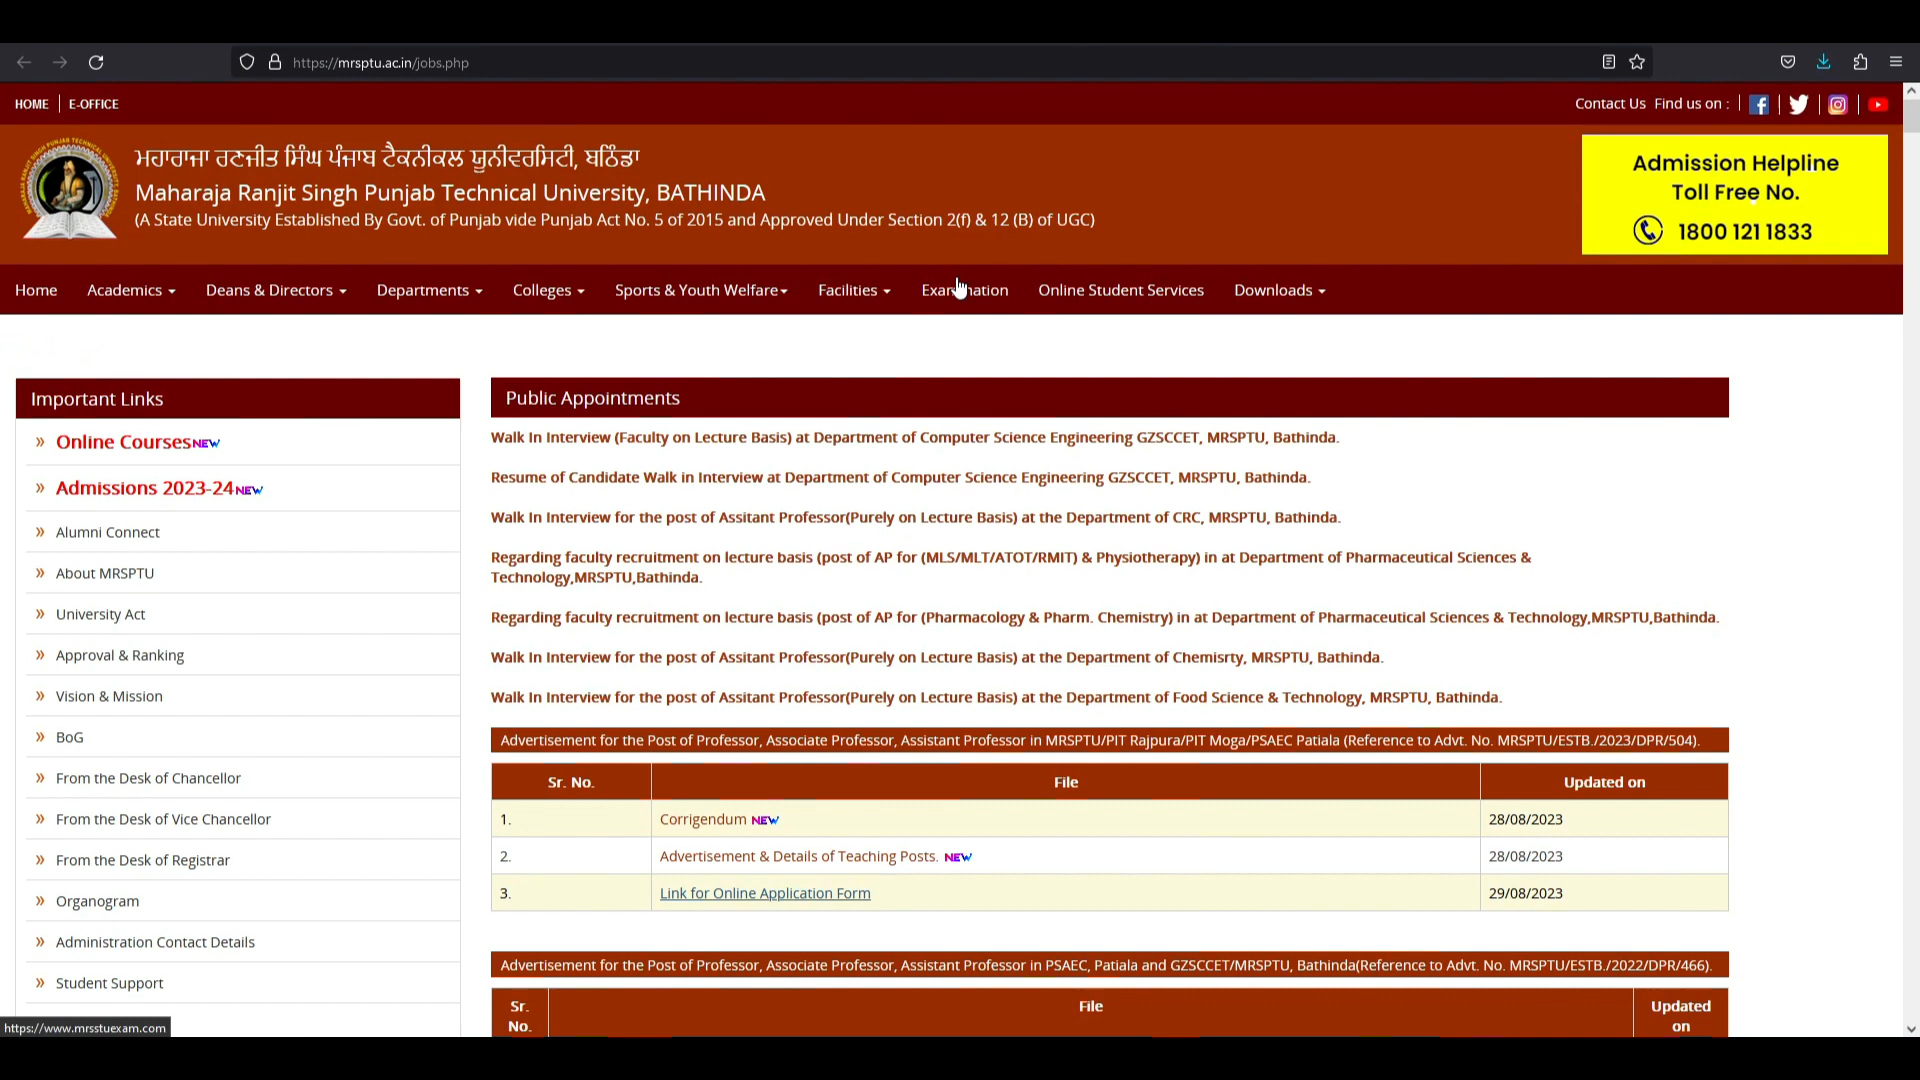 https://mrsptu.ac.in/jobs.php
HOME | E-OFFICE
Contact Us Find us on :
ਮਹਾਰਾਜਾ ਰਣਜੀਤ ਸਿੰਘ ਪੰਜਾਬ ਟੈਕਨੀਕਲ ਯੂਨੀਵਰਸਿਟੀ, ਬਠਿੰਡਾ
Maharaja Ranjit Singh Punjab Technical University, BATHINDA
(A State University Established By Govt. of Punjab vide Punjab Act No. 5 of 2015 and Approved Under Section 2(f) & 12 (B) of UGC)
Admission Helpline
Toll Free No.
1800 121 1833
Home Academics Deans & Directors Departments Colleges Sports & Youth Welfare Facilities Examination Online Student Services Downloads
Important Links
Online Courses NEW
Admissions 2023-24 NEW
Alumni Connect
About MRSPTU
University Act
Approval & Ranking
Vision & Mission
BoG
From the Desk of Chancellor
From the Desk of Vice Chancellor
From the Desk of Registrar
Organogram
Administration Contact Details
Student Support
https://www.mrsstuexam.com
Public Appointments
Walk In Interview (Faculty on Lecture Basis) at Department of Computer Science Engineering GZSCCET, MRSPTU, Bathinda.
Resume of Candidate Walk in Interview at Department of Computer Science Engineering GZSCCET, MRSPTU, Bathinda.
Walk In Interview for the post of Assitant Professor(Purely on Lecture Basis) at the Department of CRC, MRSPTU, Bathinda.
Regarding faculty recruitment on lecture basis (post of AP for (MLS/MLT/ATOT/RMIT) & Physiotherapy) in at Department of Pharmaceutical Sciences &
Technology,MRSPTU,Bathinda.
Regarding faculty recruitment on lecture basis (post of AP for (Pharmacology & Pharm. Chemistry) in at Department of Pharmaceutical Sciences & Technology,MRSPTU,Bathinda.
Walk In Interview for the post of Assitant Professor(Purely on Lecture Basis) at the Department of Chemisrty, MRSPTU, Bathinda.
Walk In Interview for the post of Assitant Professor(Purely on Lecture Basis) at the Department of Food Science & Technology, MRSPTU, Bathinda.
Advertisement for the Post of Professor, Associate Professor, Assistant Professor in MRSPTU/PIT Rajpura/PIT Moga/PSAEC Patiala (Reference to Advt. No. MRSPTU/ESTB./2023/DPR/504).
Sr. No. File Updated on
1. Corrigendum NEW 28/08/2023
2. Advertisement & Details of Teaching Posts. NEW 28/08/2023
3. Link for Online Application Form 29/08/2023
Advertisement for the Post of Professor, Associate Professor, Assistant Professor in PSAEC, Patiala and GZSCCET/MRSPTU, Bathinda(Reference to Advt. No. MRSPTU/ESTB./2022/DPR/466).
Sr. File Updated
No. on